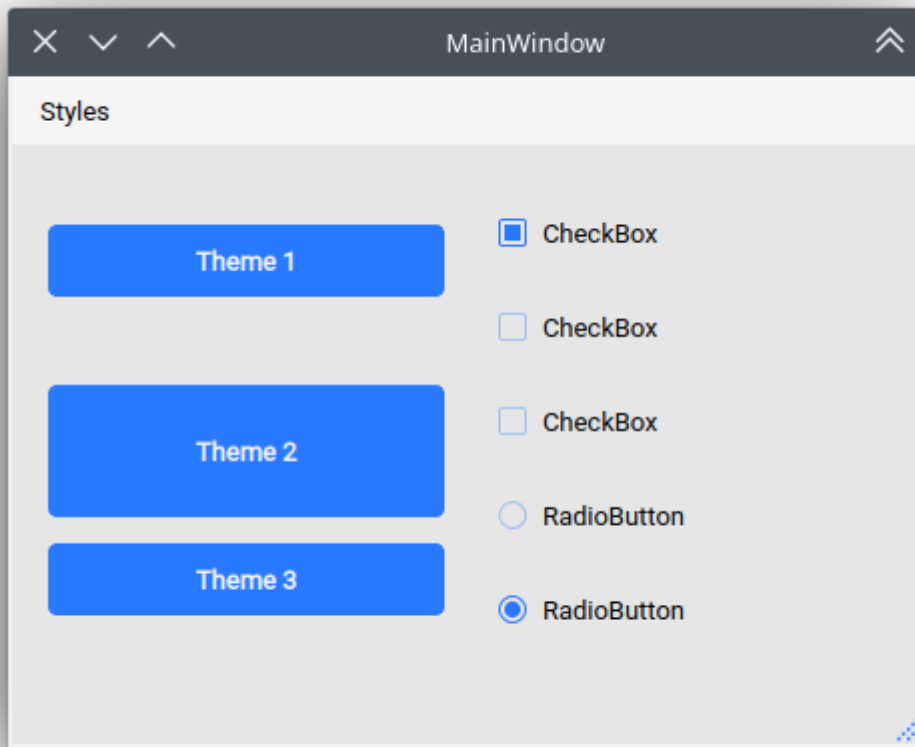 MainWindow
Styles
Theme 1
Theme 2
Theme 3
CheckBox
CheckBox
CheckBox
RadioButton
RadioButton